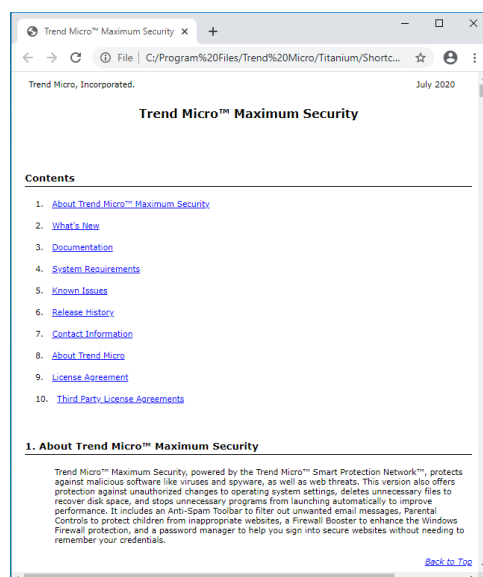 Trend Micro™ Maximum Security
File | C:/Program%20Files/Trend%20Micro/Titanium/Shortc...
Trend Micro, Incorporated. July 2020
Trend Micro™ Maximum Security
Contents
1. About Trend Micro™ Maximum Security
2. What's New
3. Documentation
4. System Requirements
5. Known Issues
6. Release History
7. Contact Information
8. About Trend Micro
9. License Agreement
10. Third Party License Agreements
1. About Trend Micro™ Maximum Security
Trend Micro™ Maximum Security, powered by the Trend Micro™ Smart Protection Network™, protects
against malicious software like viruses and spyware, as well as web threats. This version also offers
protection against unauthorized changes to operating system settings, deletes unnecessary files to
recover disk space, and stops unnecessary programs from launching automatically to improve
performance. It includes an Anti-Spam Toolbar to filter out unwanted email messages, Parental
Controls to protect children from inappropriate websites, a Firewall Booster to enhance the Windows
Firewall protection, and a password manager to help you sign into secure websites without needing to
remember your credentials.
Back to Top